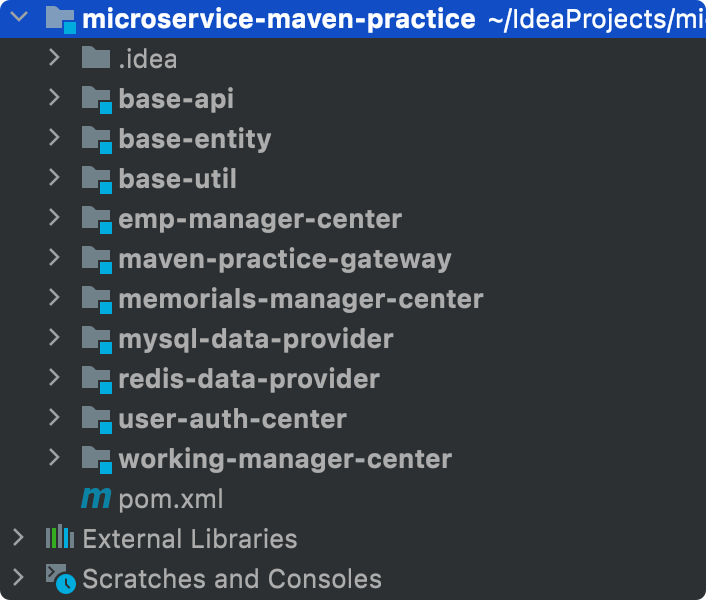 microservice-maven-practice ~/IdeaProjects/mi
.idea
base-api
base-entity
base-util
emp-manager-center
maven-practice-gateway
memorials-manager-center
mysql-data-provider
redis-data-provider
user-auth-center
working-manager-center
pom.xml
External Libraries
Scratches and Consoles